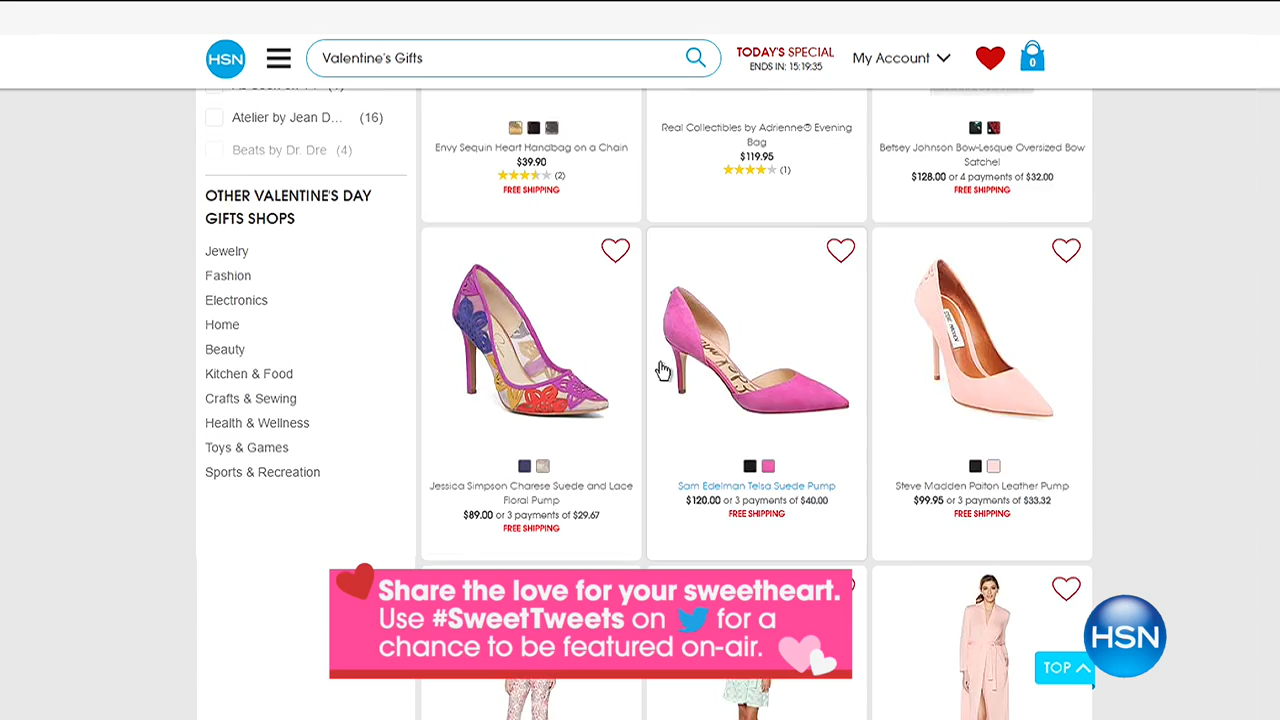 HSN
Valentine's Gifts
TODAY'S SPECIAL
ENDS IN: 15:19:35
My Account
0
Atelier by Jean D... (16)
Beats by Dr. Dre (4)
OTHER VALENTINE'S DAY
GIFTS SHOPS
Jewelry
Fashion
Electronics
Home
Beauty
Kitchen & Food
Crafts & Sewing
Health & Wellness
Toys & Games
Sports & Recreation
Envy Sequin Heart Handbag on a Chain
$39.90
(2)
FREE SHIPPING
Real Collectibles by Adrienne® Evening
Bag
$119.95
(1)
Betsey Johnson Bow-Lesque Oversized Bow
Satchel
$128.00 or 4 payments of $32.00
FREE SHIPPING
Jessica Simpson Charese Suede and Lace
Floral Pump
$89.00 or 3 payments of $29.67
FREE SHIPPING
Sam Edelman Telsa Suede Pump
$120.00 or 3 payments of $40.00
FREE SHIPPING
STEVE MADDEN
Steve Madden Paiton Leather Pump
$99.95 or 3 payments of $33.32
FREE SHIPPING
Share the love for your sweetheart.
Use #SweetTweets on for a
chance to be featured on-air.
TOP
HSN